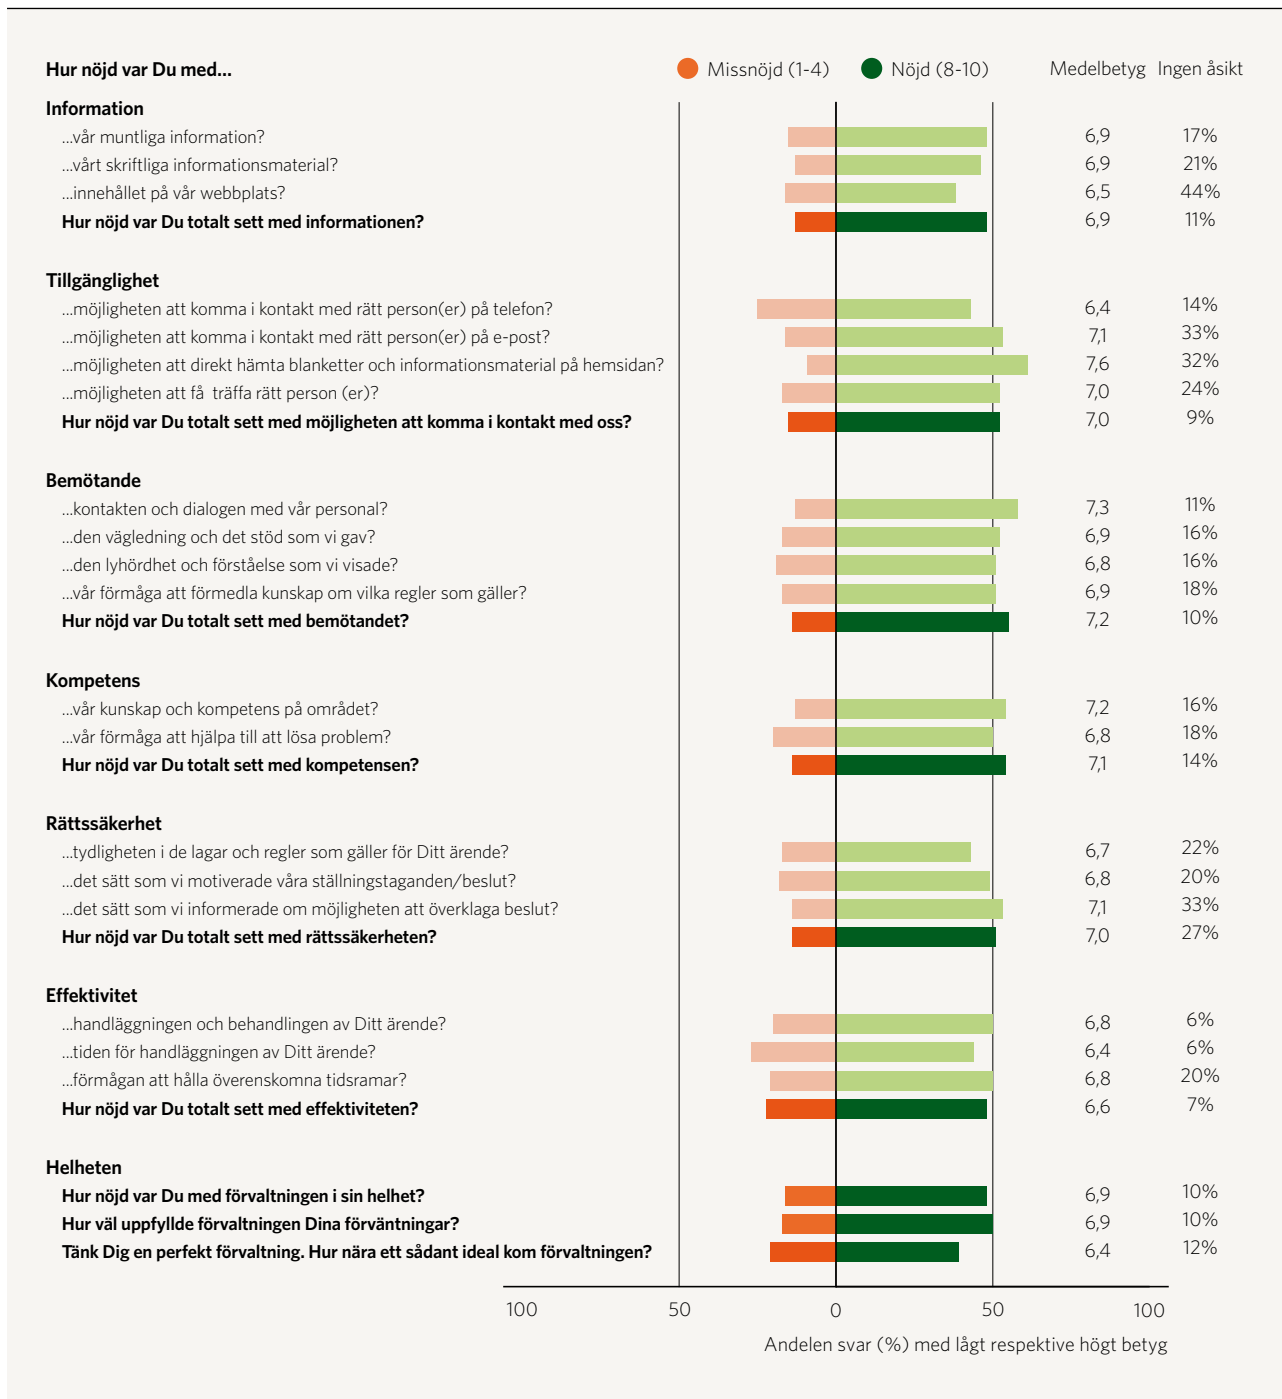 Hur nöjd var Du med... Missnöjd (1-4) Nöjd (8-10) Medelbetyg Ingen åsikt
Information
...vår muntliga information? 6,9 17%
...vårt skriftliga informationsmaterial? 6,9 21%
...innehållet på vår webbplats? 6,5 44%
Hur nöjd var Du totalt sett med informationen? 6,9 11%
Tillgänglighet
...möjligheten att komma i kontakt med rätt person(er) på telefon? 6,4 14%
...möjligheten att komma i kontakt med rätt person(er) på e-post? 7,1 33%
...möjligheten att direkt hämta blanketter och informationsmaterial på hemsidan? 7,6 32%
...möjligheten att få träffa rätt person (er)? 7,0 24%
Hur nöjd var Du totalt sett med möjligheten att komma i kontakt med oss? 7,0 9%
Bemötande
...kontakten och dialogen med vår personal? 7,3 11%
...den vägledning och det stöd som vi gav? 6,9 16%
...den lyhördhet och förståelse som vi visade? 6,8 16%
...vår förmåga att förmedla kunskap om vilka regler som gäller? 6,9 18%
Hur nöjd var Du totalt sett med bemötandet? 7,2 10%
Kompetens
...vår kunskap och kompetens på området? 7,2 16%
...vår förmåga att hjälpa till att lösa problem? 6,8 18%
Hur nöjd var Du totalt sett med kompetensen? 7,1 14%
Rättssäkerhet
...tydligheten i de lagar och regler som gäller för Ditt ärende? 6,7 22%
...det sätt som vi motiverade våra ställningstaganden/beslut? 6,8 20%
...det sätt som vi informerade om möjligheten att överklaga beslut? 7,1 33%
Hur nöjd var Du totalt sett med rättssäkerheten? 7,0 27%
Effektivitet
...handläggningen och behandlingen av Ditt ärende? 6,8 6%
...tiden för handläggningen av Ditt ärende? 6,4 6%
...förmågan att hålla överenskomna tidsramar? 6,8 20%
Hur nöjd var Du totalt sett med effektiviteten? 6,6 7%
Helheten
Hur nöjd var Du med förvaltningen i sin helhet? 6,9 10%
Hur väl uppfyllde förvaltningen Dina förväntningar? 6,9 10%
Tänk Dig en perfekt förvaltning. Hur nära ett sådant ideal kom förvaltningen? 6,4 12%
100 50 0 50 100
Andelen svar (%) med lågt respektive högt betyg